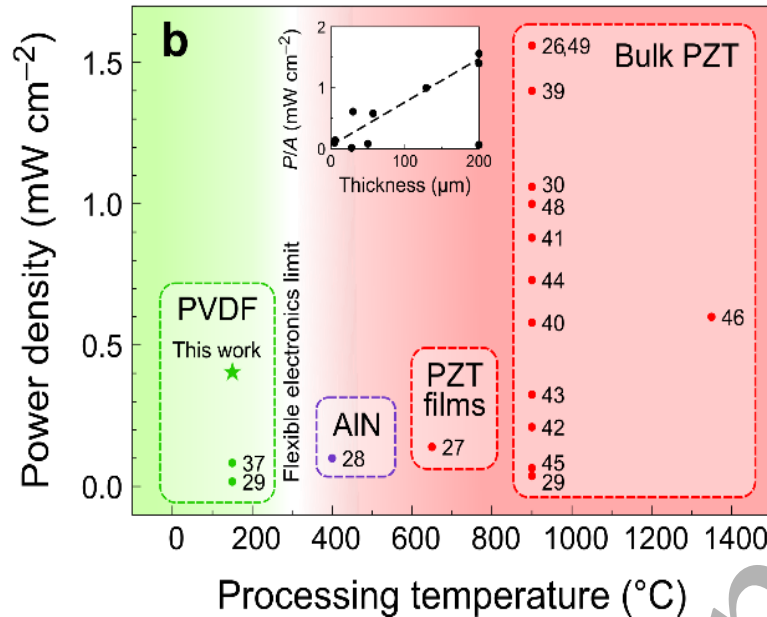 b
Power density (mW cm⁻²)
1.5
1.0
0.5
0.0
0
200
400
600
800
1000
1200
1400
Processing temperature (°C)
P/A (mW cm⁻²)
2
1
0
0
100
200
Thickness (µm)
Flexible electronics limit
PVDF
This work
37
29
AlN
28
PZT
films
27
Bulk PZT
26,49
39
30
48
41
44
40
46
43
42
45
29